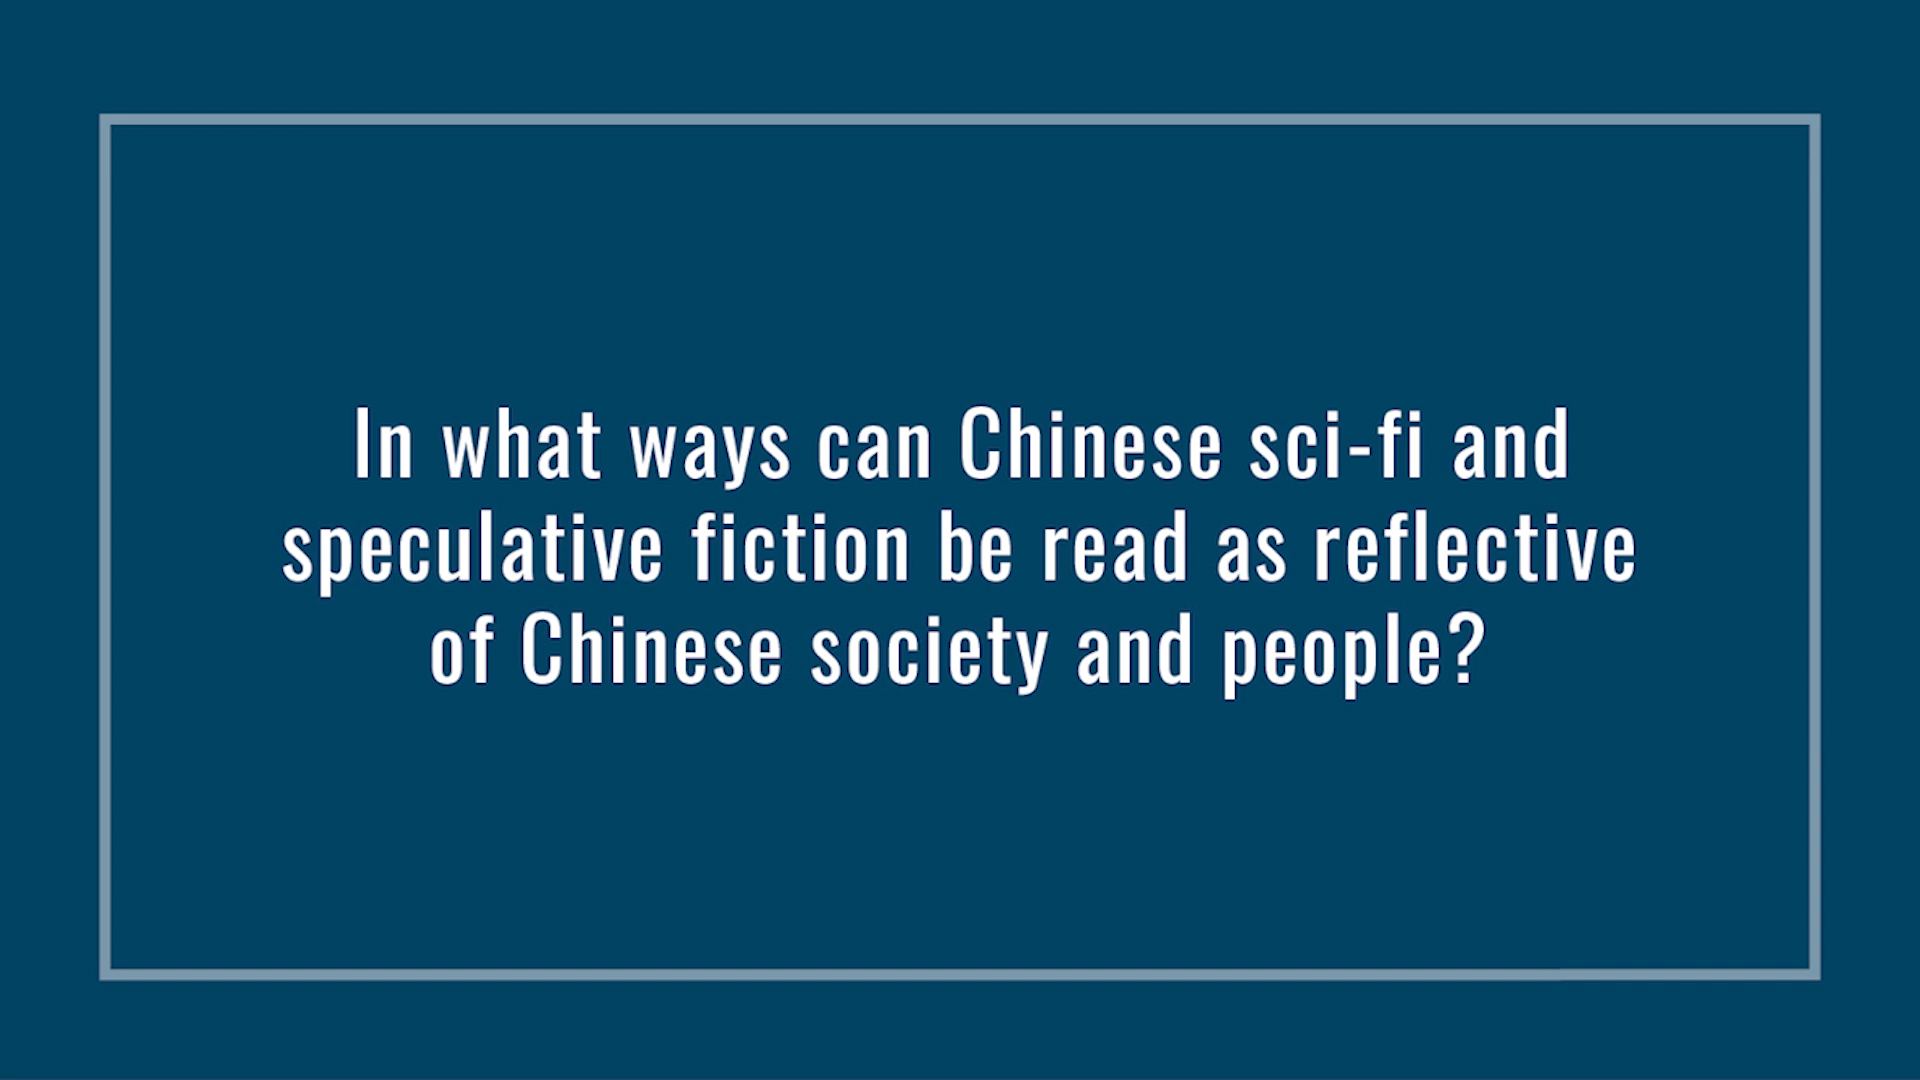 In what ways can Chinese sci-fi and
speculative fiction be read as reflective
of Chinese society and people?